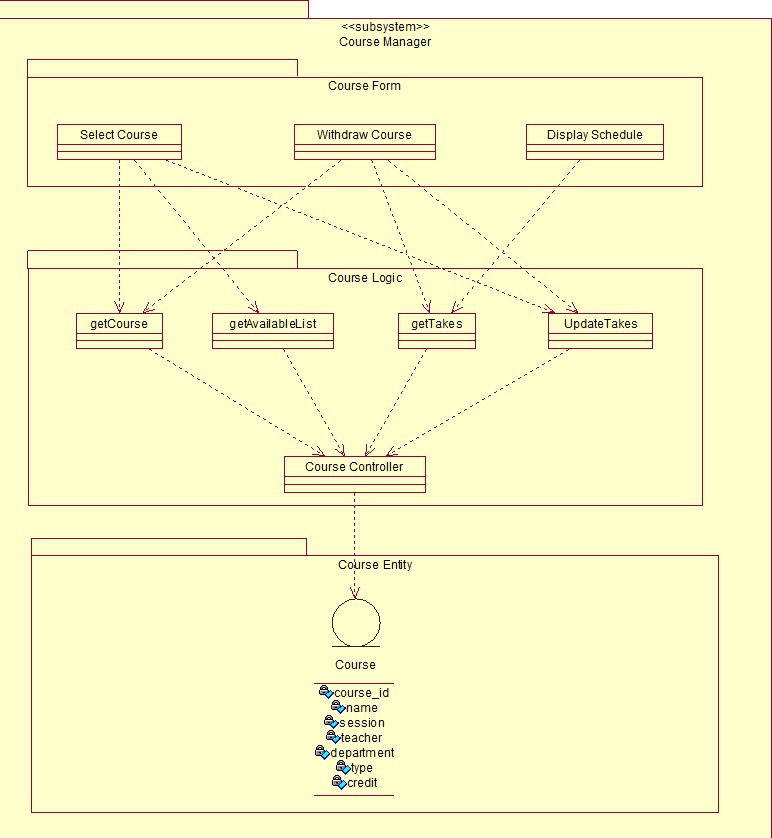 <<subsystem>>
Course Manager
Course Form
Select Course
Withdraw Course
Display Schedule
Course Logic
getCourse
getAvailableList
getTakes
UpdateTakes
Course Controller
Course Entity
Course
course_id
name
session
teacher
department
type
credit